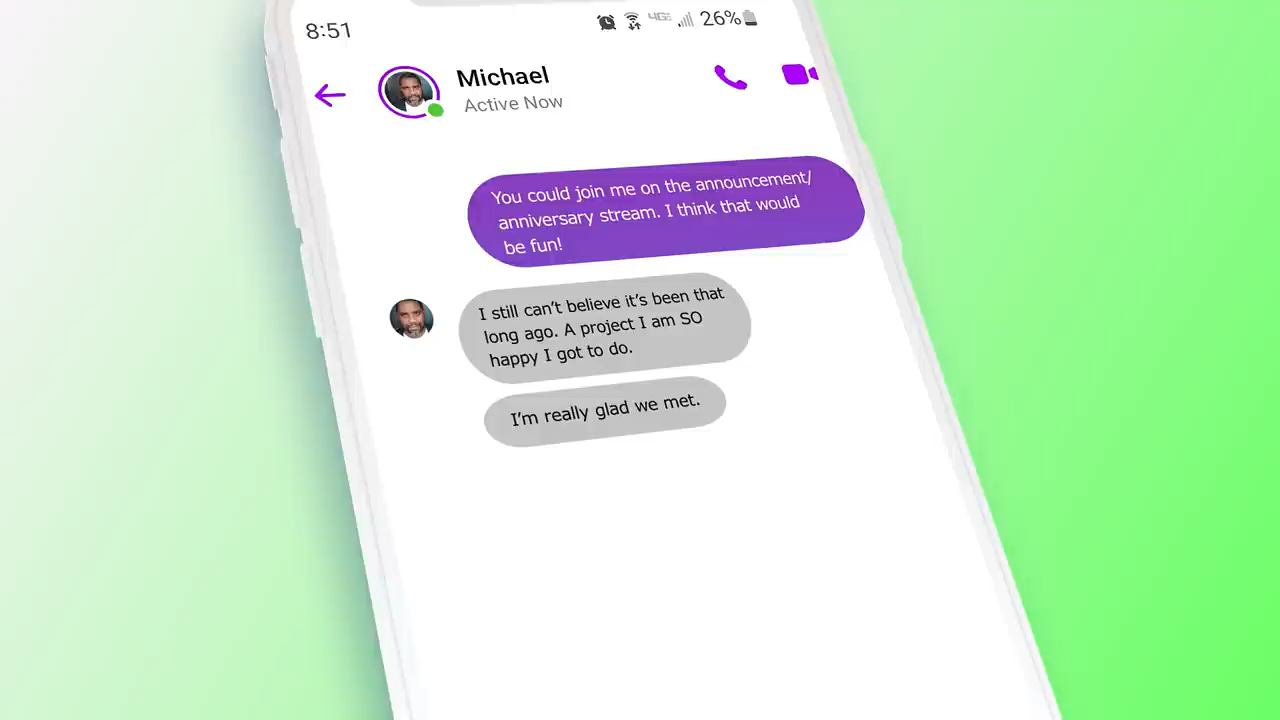 8:51
4GE 26%
Michael
Active Now
You could join me on the announcement/
anniversary stream. I think that would
be fun!
I still can't believe it's been that
long ago. A project I am SO
happy I got to do.
I'm really glad we met.